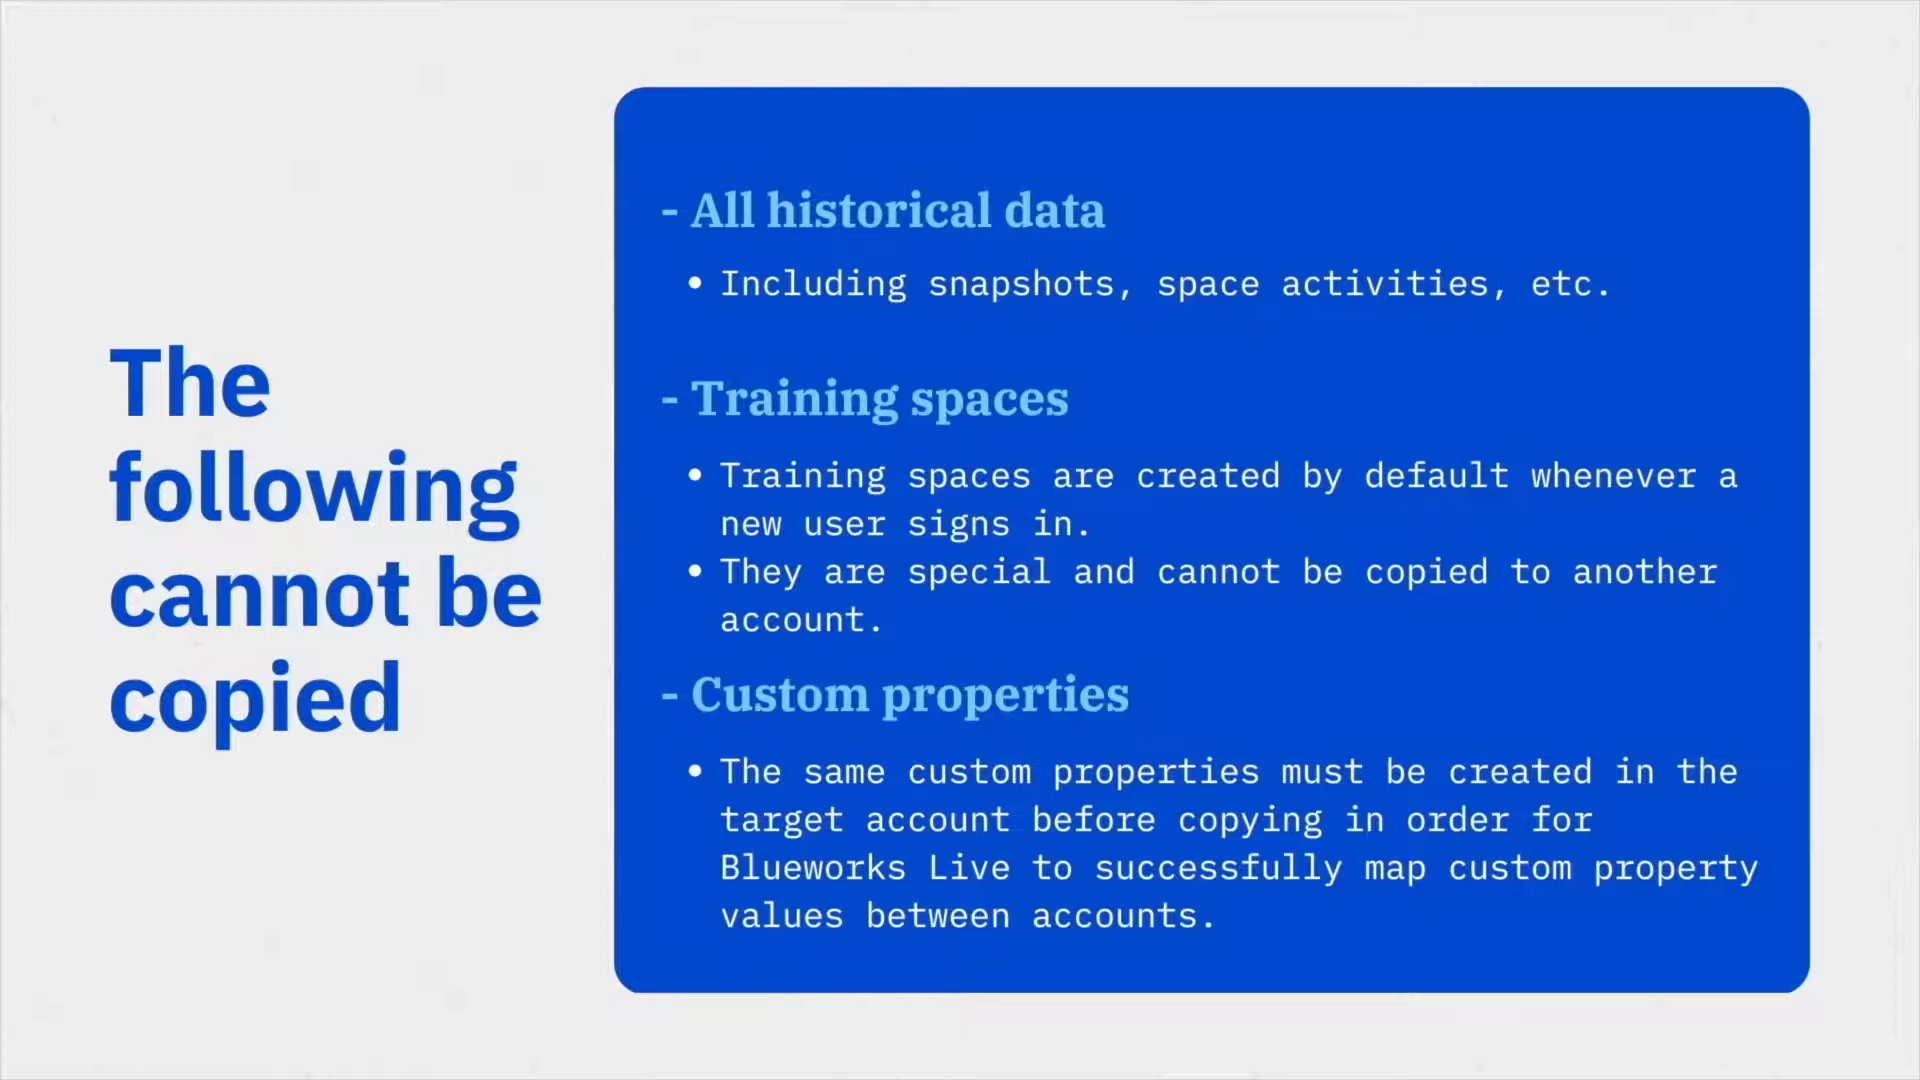 The
following
cannot be
copied
- All historical data
• Including snapshots, space activities, etc.
- Training spaces
• Training spaces are created by default whenever a
new user signs in.
• They are special and cannot be copied to another
account.
- Custom properties
• The same custom properties must be created in the
target account before copying in order for
Blueworks Live to successfully map custom property
values between accounts.